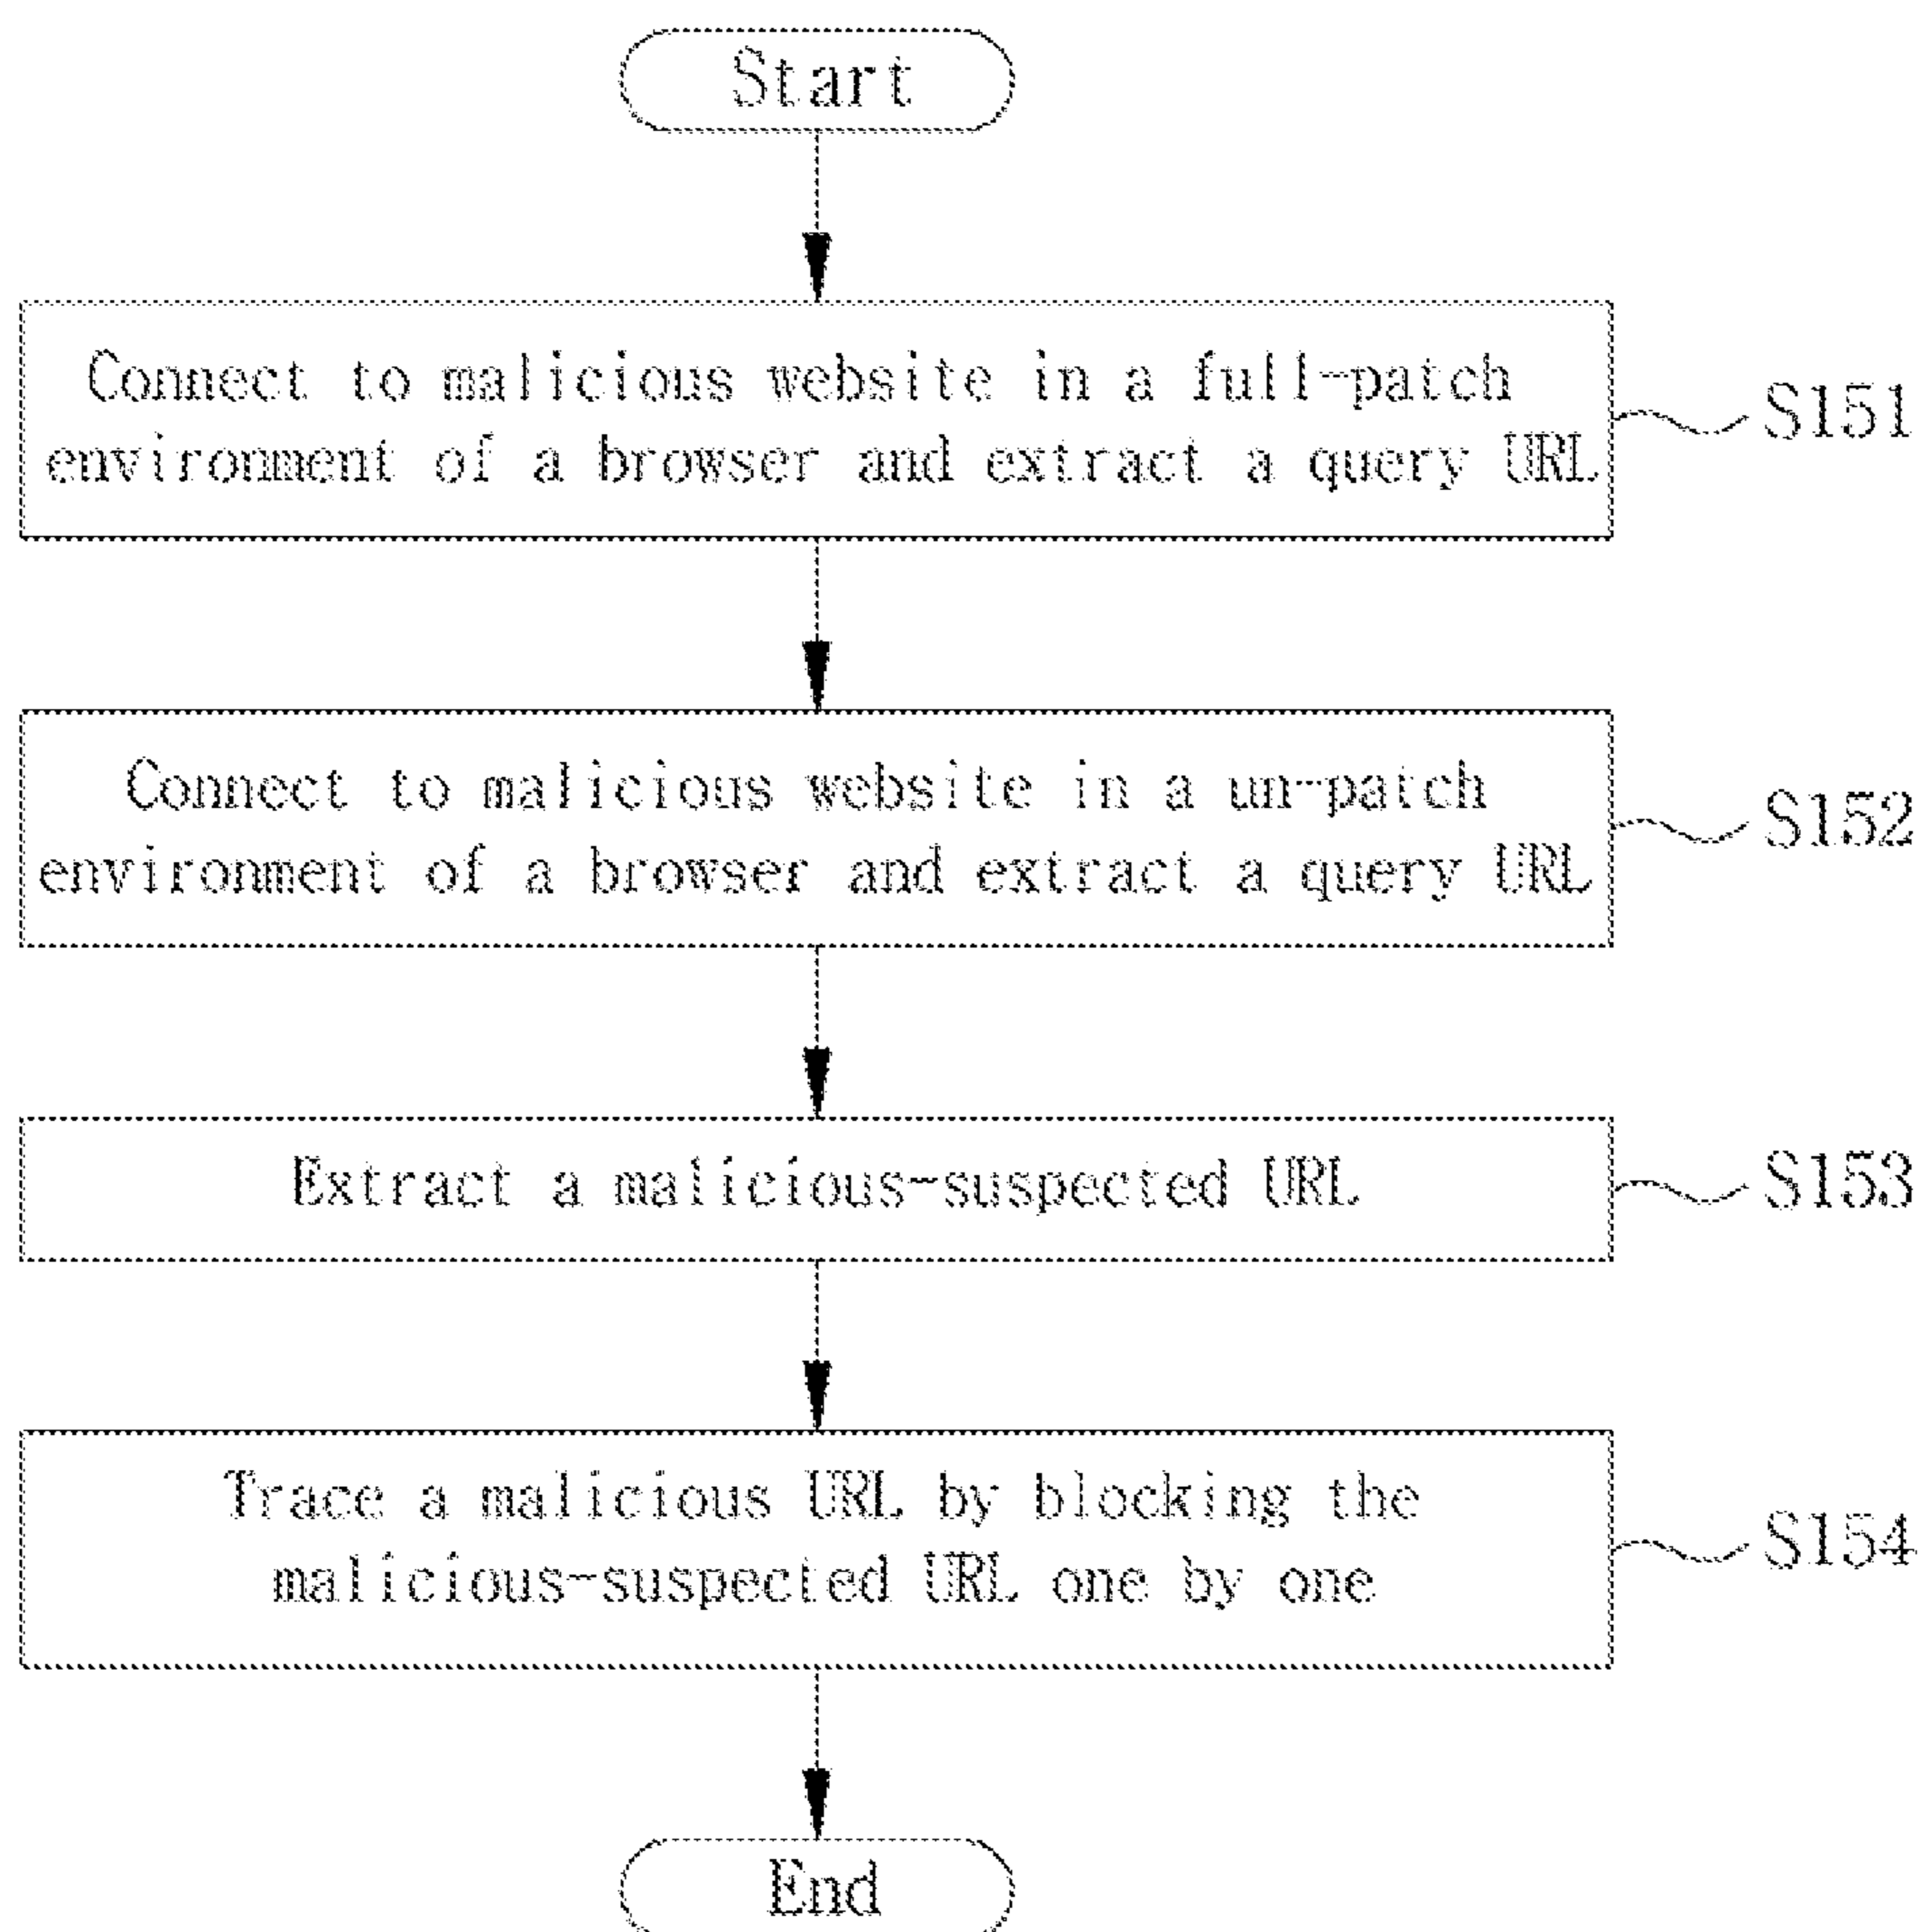 Start
Connect to malicious website in a full-patch
environment of a browser and extract a query URL
S151
Connect to malicious website in a un-patch
environment of a browser and extract a query URL
S152
Extract a malicious-suspected URL
S153
Trace a malicious URL by blocking the
malicious-suspected URL one by one
S154
End